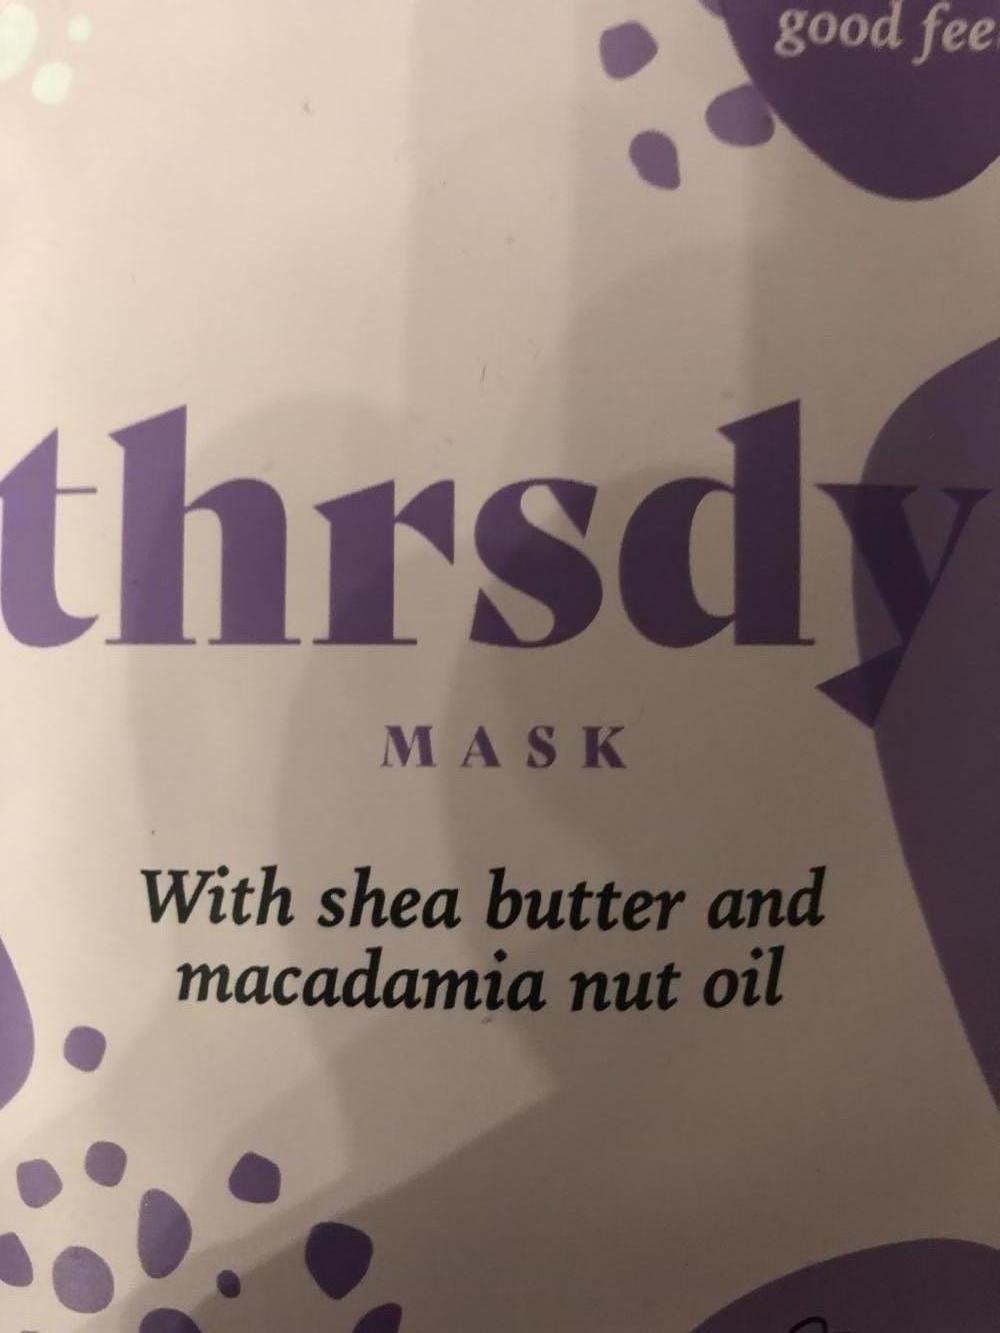 good fee
thrsdy
MASK
With shea butter and
macadamia nut oil